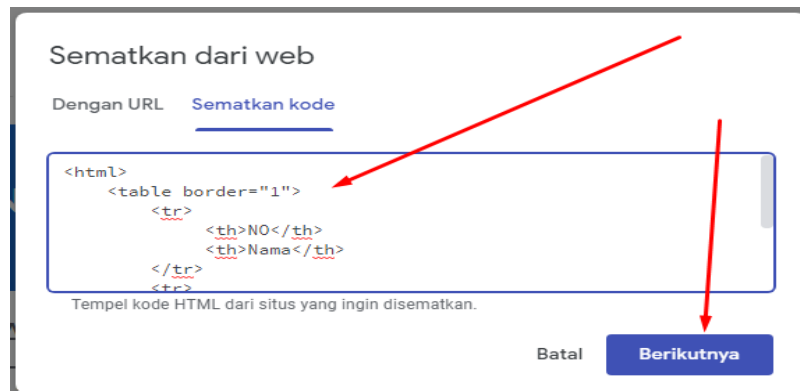 Sematkan dari web
Dengan URL Sematkan kode
<html>
<table border="1">
<tr>
<th>NO</th>
<th>Nama</th>
</tr>
<tr>
Tempel kode HTML dari situs yang ingin disematkan.
Batal Berikutnya